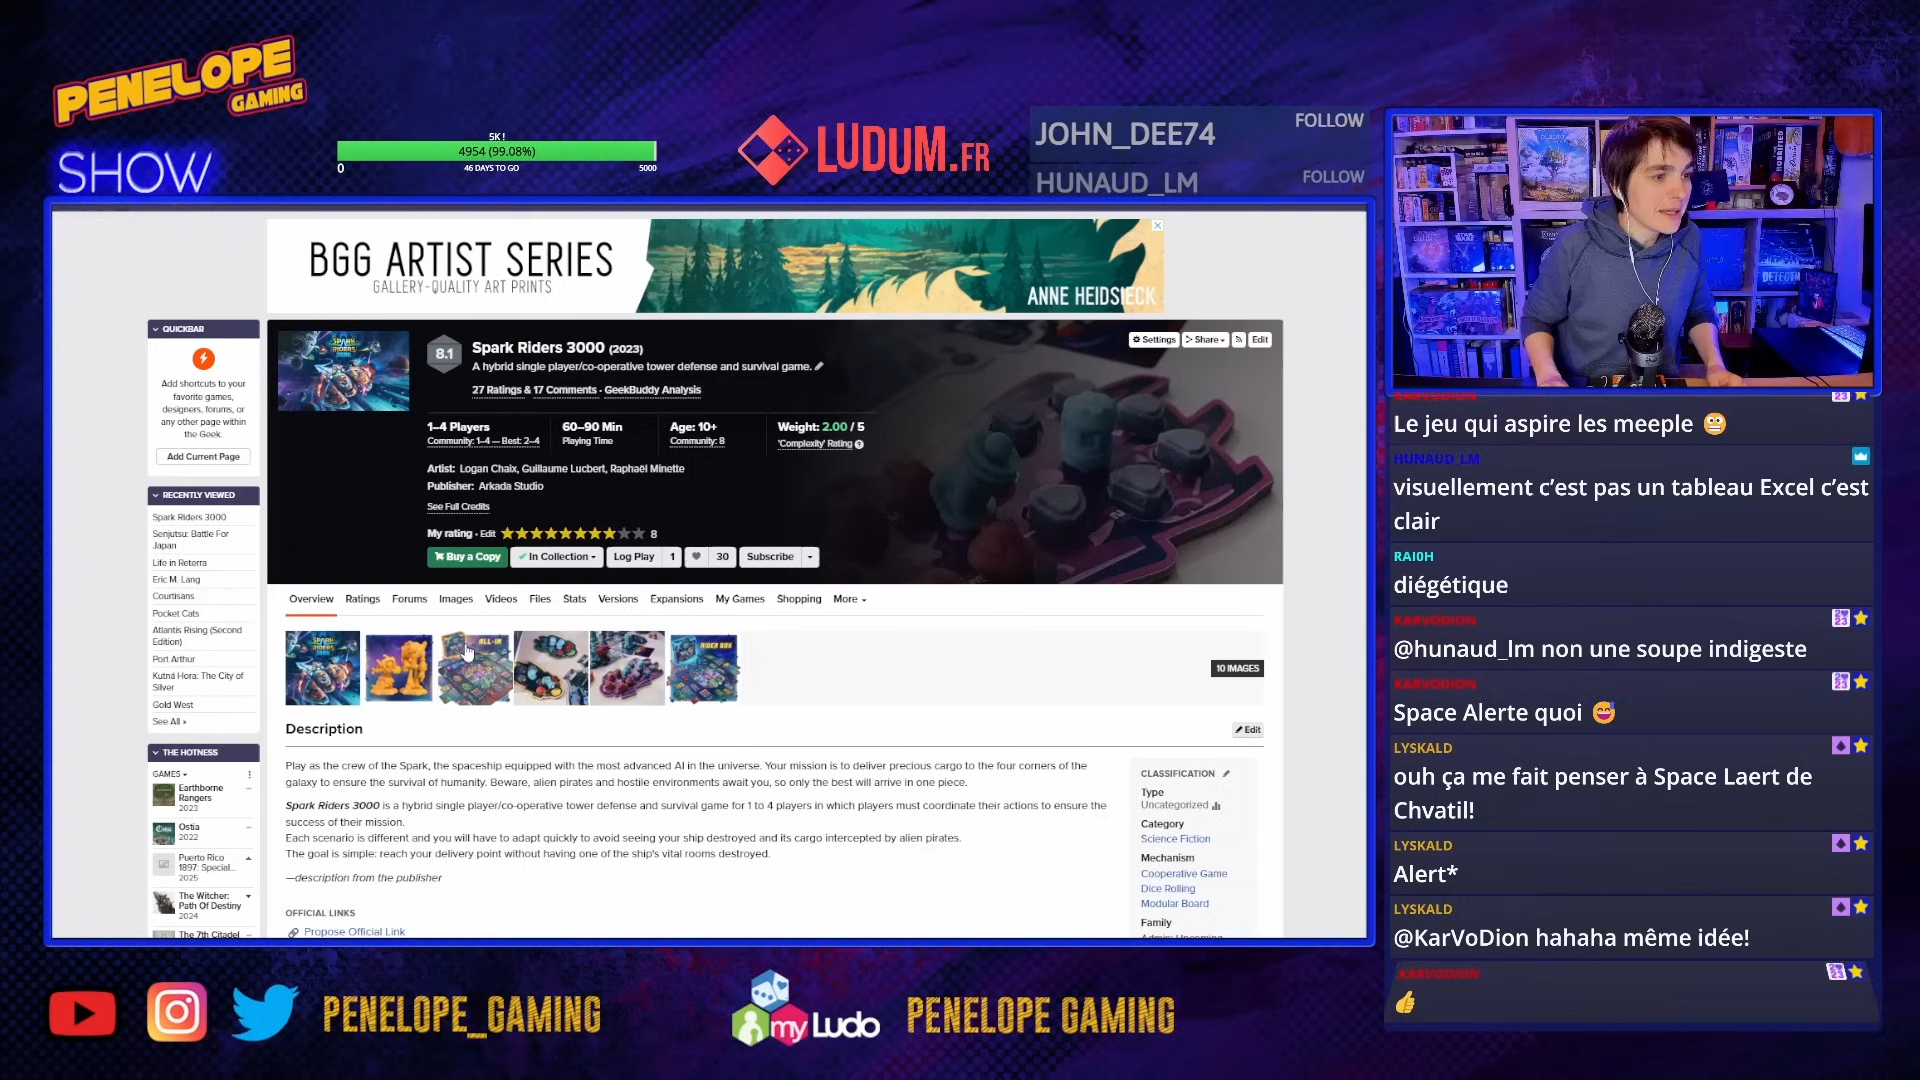 PENELOPE
GAMING
SHOW
5K !
4954 (99.08%)
0
46 DAYS TO GO
5000
LUDUM.FR
JOHN_DEE74
FOLLOW
HUNAUD_LM
FOLLOW
BGG ARTIST SERIES
GALLERY-QUALITY ART PRINTS
ANNE HEIDSIECK
QUICKBAR
Add shortcuts to your
favorite games,
designers, forums, or
any other page within
the Geek.
Add Current Page
RECENTLY VIEWED
Spark Riders 3000
Senjutsu: Battle For
Japan
Life in Reterra
Eric M. Lang
Courtisans
Pocket Cats
Atlantis Rising (Second
Edition)
Port Arthur
Kutná Hora: The City of
Silver
Gold West
See All »
THE HOTNESS
GAMES
Earthborne
Rangers
2023
Ostia
2022
Puerto Rico
1897: Special...
2025
The Witcher:
Path Of Destiny
2024
The 7th Citadel
8.1
Spark Riders 3000 (2023)
A hybrid single player/co-operative tower defense and survival game.
27 Ratings & 17 Comments · GeekBuddy Analysis
Settings
Share
Edit
1–4 Players
Community: 1–4 — Best: 2–4
60–90 Min
Playing Time
Age: 10+
Community: 8
Weight: 2.00 / 5
'Complexity' Rating
Artist: Logan Chaix, Guillaume Lucbert, Raphaël Minette
Publisher: Arkada Studio
See Full Credits
My rating · Edit
8
Buy a Copy
In Collection
Log Play
1
30
Subscribe
Overview
Ratings
Forums
Images
Videos
Files
Stats
Versions
Expansions
My Games
Shopping
More
SPARK
RIDERS
3000
ALL-IN
RIDER BOX
10 IMAGES
Description
Edit
Play as the crew of the Spark, the spaceship equipped with the most advanced AI in the universe. Your mission is to deliver precious cargo to the four corners of the
galaxy to ensure the survival of humanity. Beware, alien pirates and hostile environments await you, so only the best will arrive in one piece.
Spark Riders 3000 is a hybrid single player/co-operative tower defense and survival game for 1 to 4 players in which players must coordinate their actions to ensure the
success of their mission.
Each scenario is different and you will have to adapt quickly to avoid seeing your ship destroyed and its cargo intercepted by alien pirates.
The goal is simple: reach your delivery point without having one of the ship's vital rooms destroyed.
—description from the publisher
OFFICIAL LINKS
Propose Official Link
CLASSIFICATION
Type
Uncategorized
Category
Science Fiction
Mechanism
Cooperative Game
Dice Rolling
Modular Board
Family
Admin: Upcoming
KARVODION
Le jeu qui aspire les meeple 😬
HUNAUD_LM
visuellement c’est pas un tableau Excel c’est
clair
RAI0H
diégétique
KARVODION
@hunaud_lm non une soupe indigeste
KARVODION
Space Alerte quoi 😅
LYSKALD
ouh ça me fait penser à Space Laert de
Chvatil!
LYSKALD
Alert*
LYSKALD
@KarVoDion hahaha même idée!
KARVODION
👍
PENELOPE_GAMING
myLudo
PENELOPE GAMING